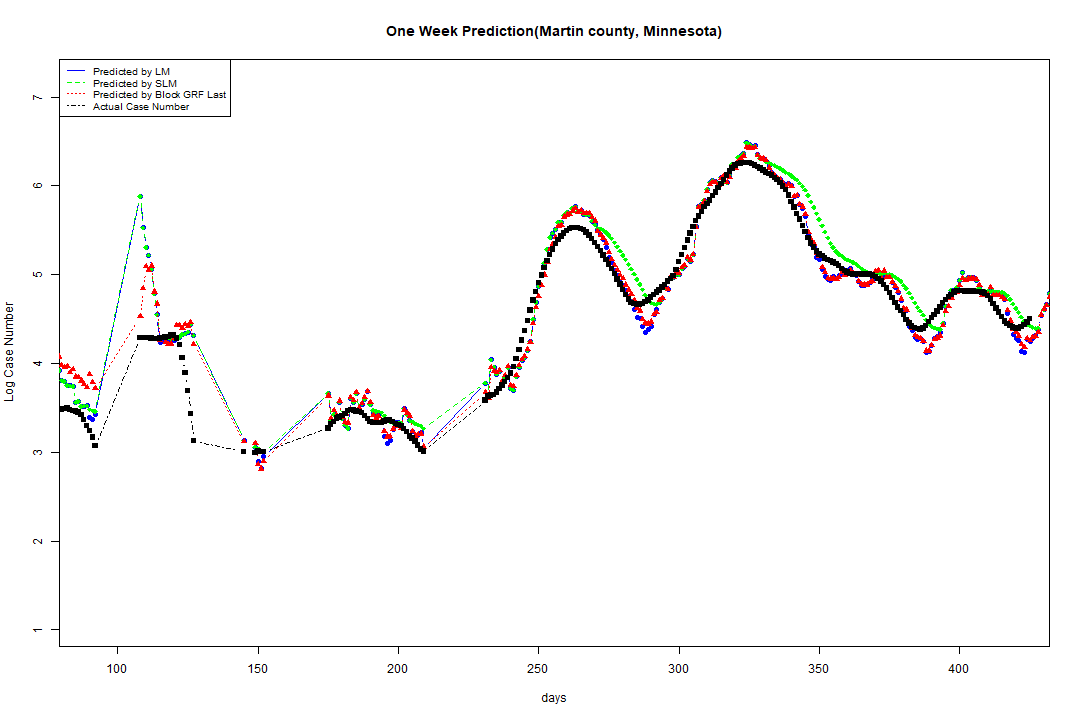 One Week Prediction(Martin county, Minnesota)
Predicted by LM
Predicted by SLM
Predicted by Block GRF Last
Actual Case Number
Log Case Number
7
6
5
4
3
2
1
100 150 200 250 300 350 400
days